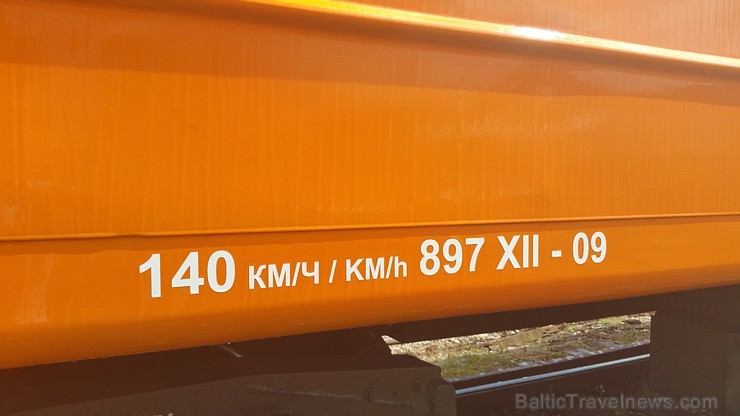 140 КМ/Ч / KM/h 897 XII - 09
BalticTravelnews.com